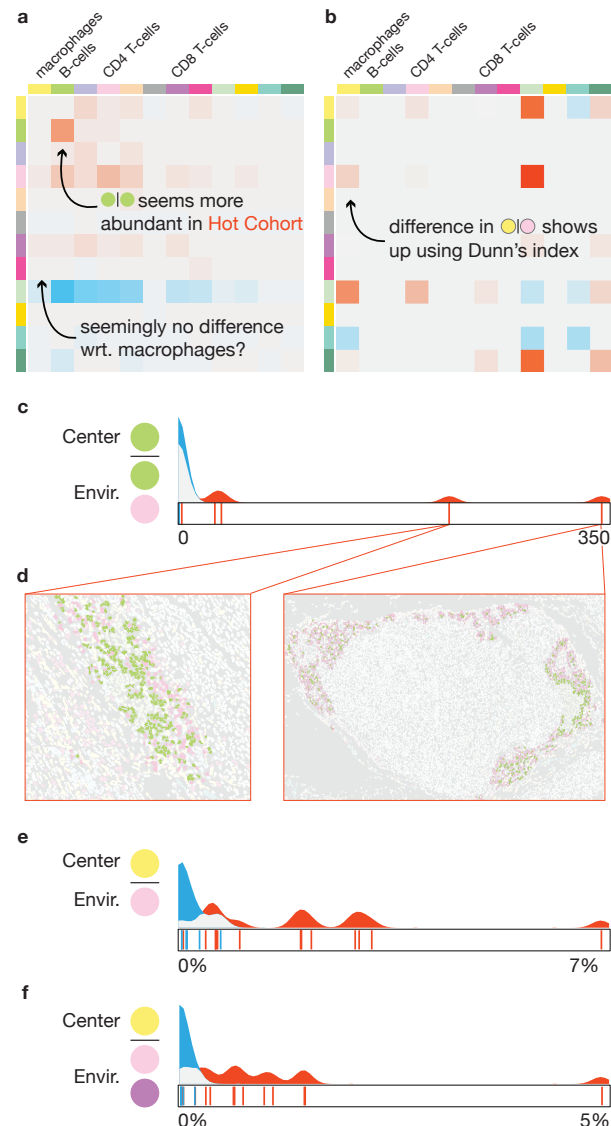 a
macrophages
B-cells
CD4 T-cells
CD8 T-cells
seems more
abundant in Hot Cohort
seemingly no difference
wrt. macrophages?
b
macrophages
B-cells
CD4 T-cells
CD8 T-cells
difference in | shows
up using Dunn's index
c
Center
Envir.
0
350
d
e
Center
Envir.
0%
7%
f
Center
Envir.
0%
5%